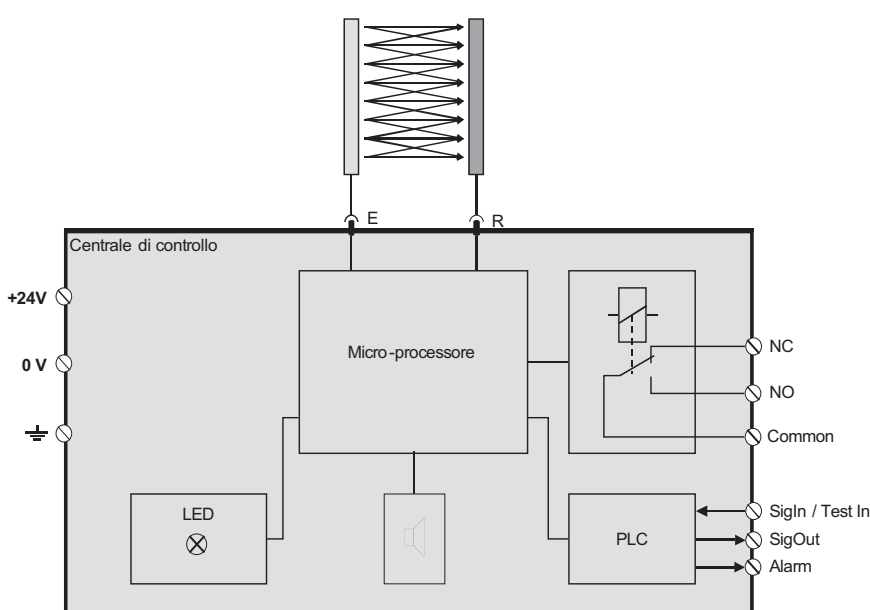 E
R
Centrale di controllo
+24V
0 V
Micro-processore
NC
NO
Common
LED
PLC
SigIn / Test In
SigOut
Alarm